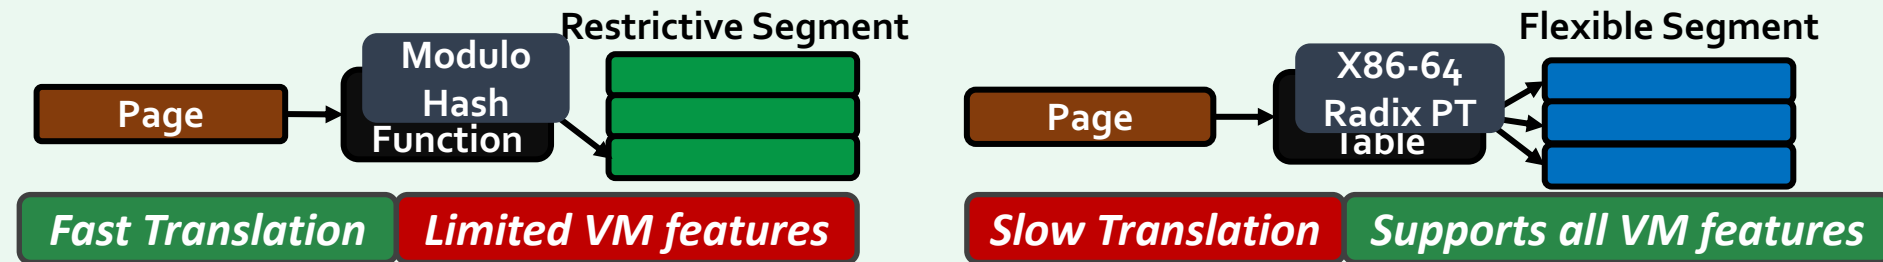 Restrictive Segment
Page
Modulo
Hash
Function
Fast Translation
Limited VM features
Flexible Segment
Page
X86-64
Radix PT
Table
Slow Translation
Supports all VM features